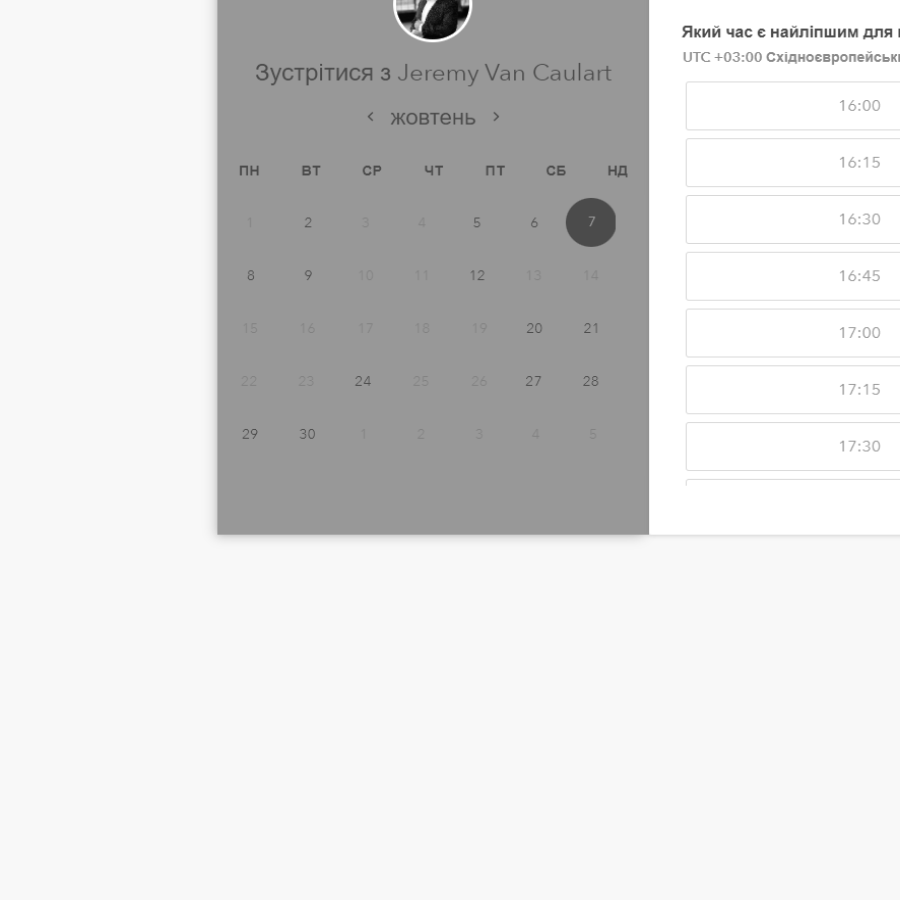 Зустрітися з Jeremy Van Caulart
‹ жовтень ›
ПН ВТ СР ЧТ ПТ СБ НД
1 2 3 4 5 6 7
8 9 10 11 12 13 14
15 16 17 18 19 20 21
22 23 24 25 26 27 28
29 30 1 2 3 4 5
Який час є найліпшим для
UTC +03:00 Східноєвропейськ
16:00
16:15
16:30
16:45
17:00
17:15
17:30